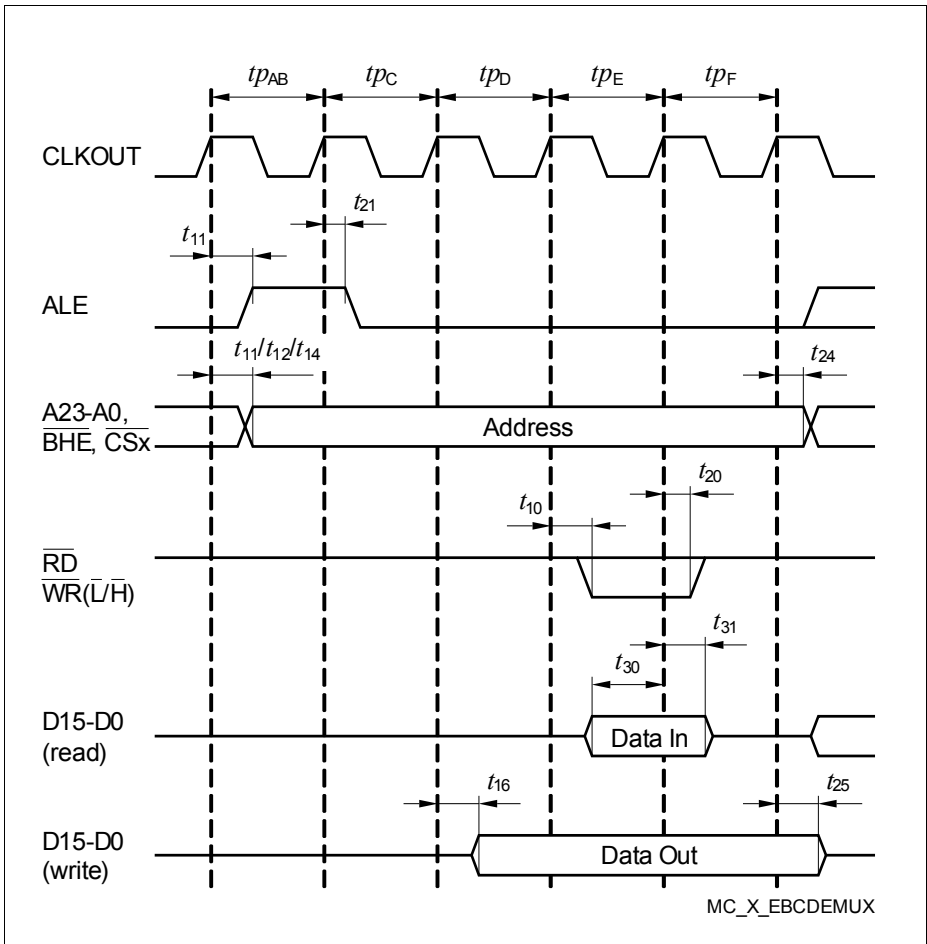 tpAB tpC tpD tpE tpF
CLKOUT
t21
t11
ALE
t11/t12/t14
t24
A23-A0,
BHE, CSx
Address
t20
t10
RD
WR(L/H)
t31
t30
D15-D0
(read)
Data In
t16
t25
D15-D0
(write)
Data Out
MC_X_EBCDEMUX